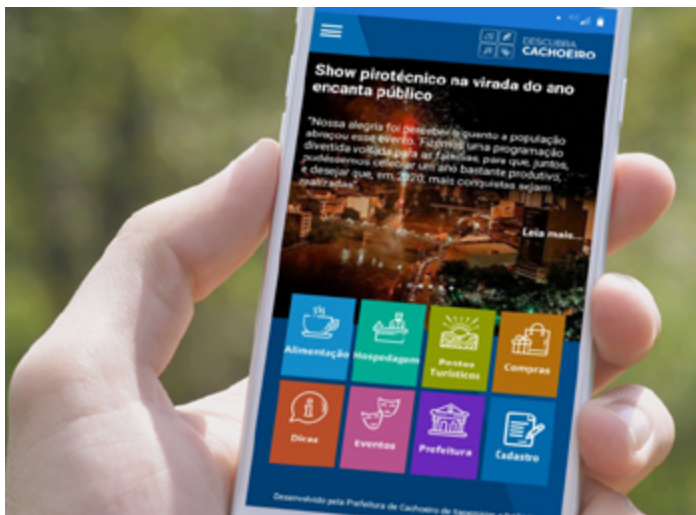 DESCUBRA
CACHOEIRO
Show pirotécnico na virada do ano
encanta público
"Nossa alegria foi perceber o quanto a população
abraçou esse evento. Fizemos uma programação
divertida voltada para as famílias, para que, juntos,
pudéssemos celebrar um ano bastante produtivo,
e desejar que, em 2020, mais conquistas sejam
realizadas"
Leia mais...
Alimentação
Hospedagem
Pontos
Turísticos
Compras
Dicas
Eventos
Prefeitura
Cadastro
Desenvolvido pela Prefeitura de Cachoeiro de